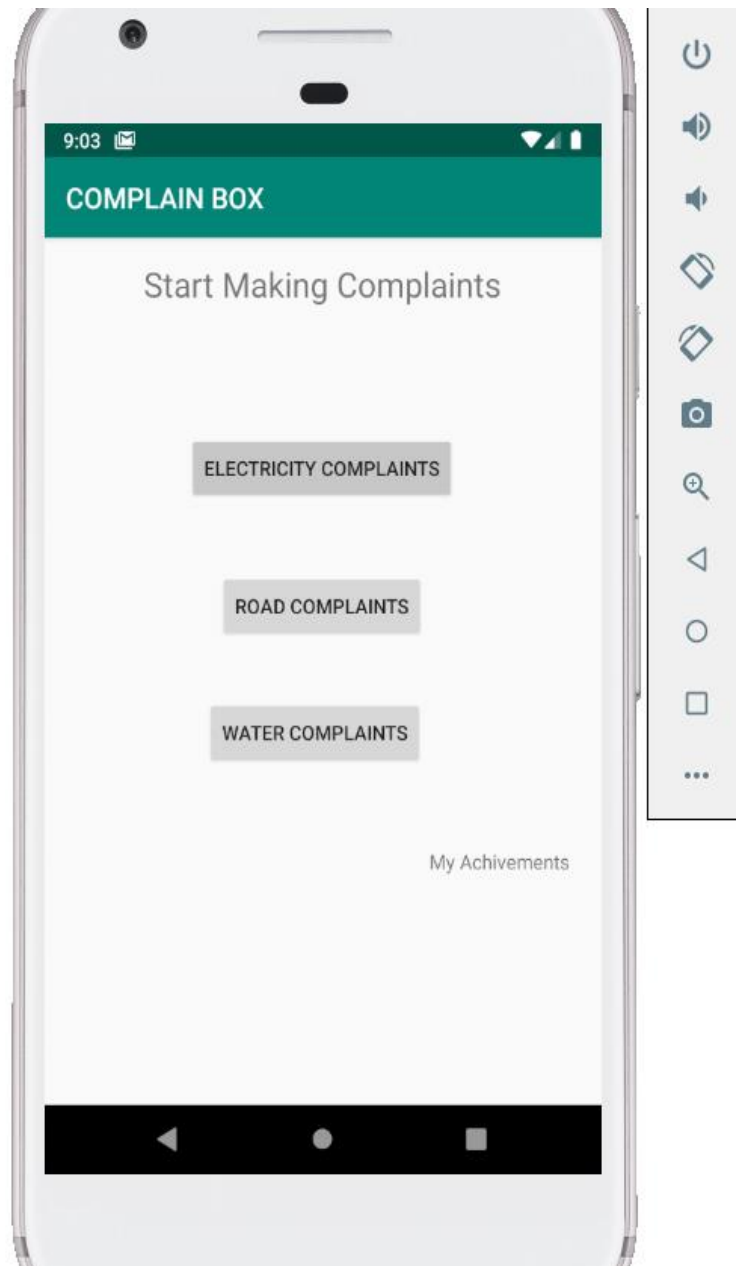 9:03
COMPLAIN BOX
Start Making Complaints
ELECTRICITY COMPLAINTS
ROAD COMPLAINTS
WATER COMPLAINTS
My Achivements